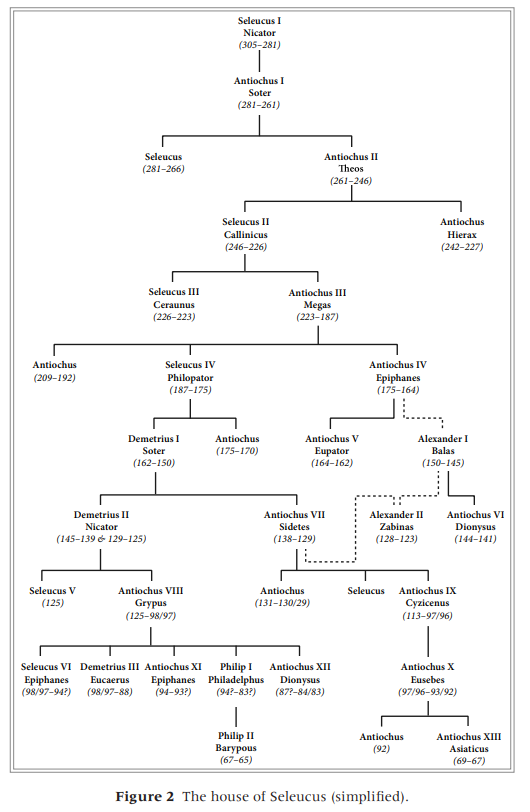 Seleucus I
Nicator
(305–281)
Antiochus I
Soter
(281–261)
Seleucus
(281–266)
Antiochus II
Theos
(261–246)
Seleucus II
Callinicus
(246–226)
Antiochus
Hierax
(242–227)
Seleucus III
Ceraunus
(226–223)
Antiochus III
Megas
(223–187)
Antiochus
(209–192)
Seleucus IV
Philopator
(187–175)
Antiochus IV
Epiphanes
(175–164)
Demetrius I
Soter
(162–150)
Antiochus
(175–170)
Antiochus V
Eupator
(164–162)
Alexander I
Balas
(150–145)
Demetrius II
Nicator
(145–139 & 129–125)
Antiochus VII
Sidetes
(138–129)
Alexander II
Zabinas
(128–123)
Antiochus VI
Dionysus
(144–141)
Seleucus V
(125)
Antiochus VIII
Grypus
(125–98/97)
Antiochus
(131–130/29)
Seleucus
Antiochus IX
Cyzicenus
(113–97/96)
Seleucus VI
Epiphanes
(98/97–94?)
Demetrius III
Eucaerus
(98/97–88)
Antiochus XI
Epiphanes
(94–93?)
Philip I
Philadelphus
(94?–83?)
Antiochus XII
Dionysus
(87?–84/83)
Antiochus X
Eusebes
(97/96–93/92)
Philip II
Barypous
(67–65)
Antiochus
(92)
Antiochus XIII
Asiaticus
(69–67)
Figure 2 The house of Seleucus (simplified).